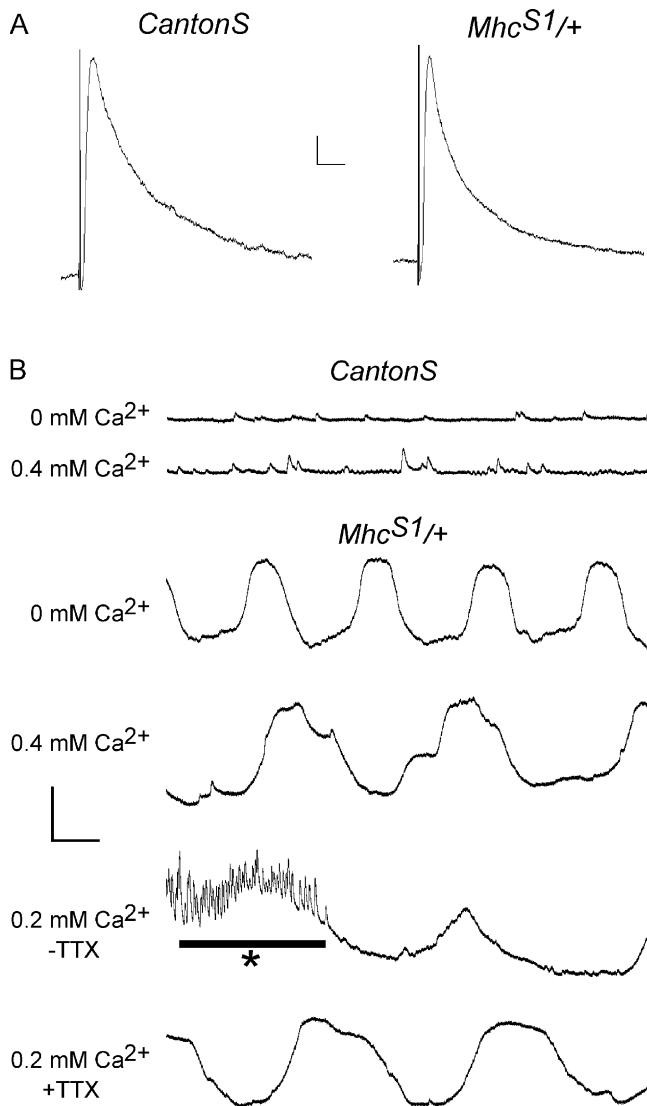 A
CantonS
MhcS1/+
B
CantonS
0 mM Ca2+
0.4 mM Ca2+
MhcS1/+
0 mM Ca2+
0.4 mM Ca2+
0.2 mM Ca2+
-TTX
*
0.2 mM Ca2+
+TTX